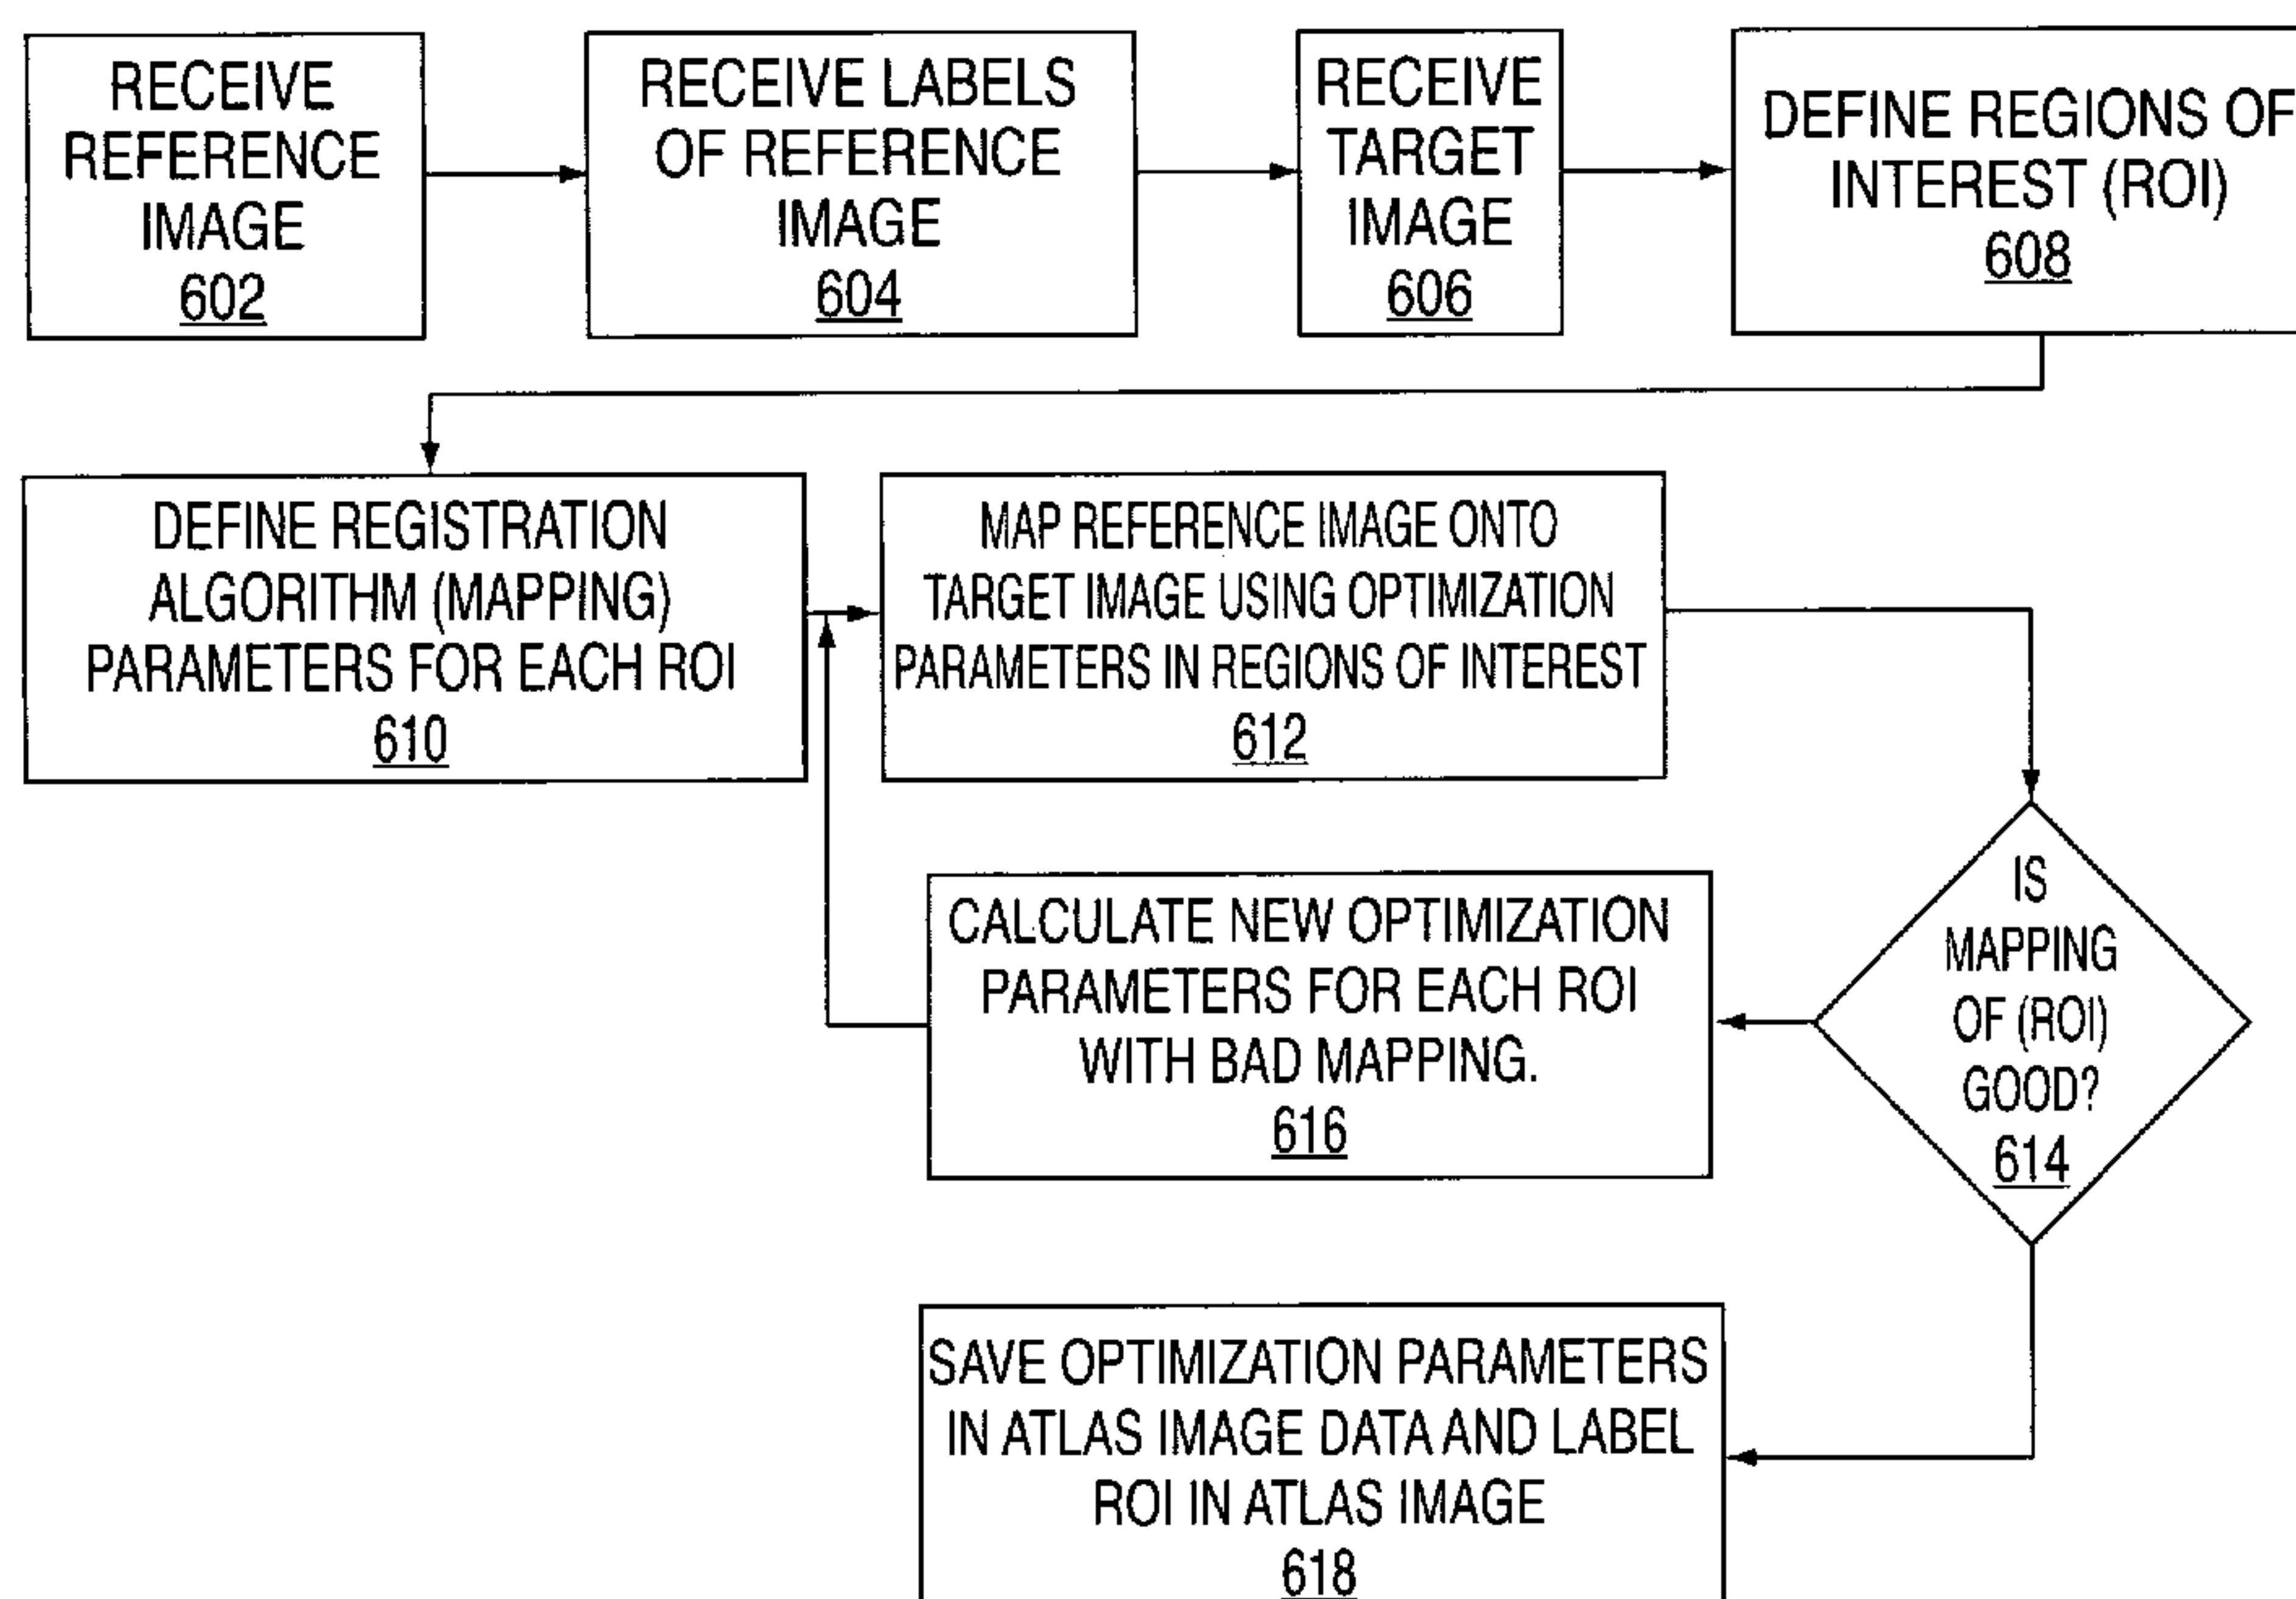 RECEIVE
REFERENCE
IMAGE
602
RECEIVE LABELS
OF REFERENCE
IMAGE
604
RECEIVE
TARGET
IMAGE
606
DEFINE REGIONS OF
INTEREST (ROI)
608
DEFINE REGISTRATION
ALGORITHM (MAPPING)
PARAMETERS FOR EACH ROI
610
MAP REFERENCE IMAGE ONTO
TARGET IMAGE USING OPTIMIZATION
PARAMETERS IN REGIONS OF INTEREST
612
IS
MAPPING
OF (ROI)
GOOD?
614
CALCULATE NEW OPTIMIZATION
PARAMETERS FOR EACH ROI
WITH BAD MAPPING.
616
SAVE OPTIMIZATION PARAMETERS
IN ATLAS IMAGE DATA AND LABEL
ROI IN ATLAS IMAGE
618